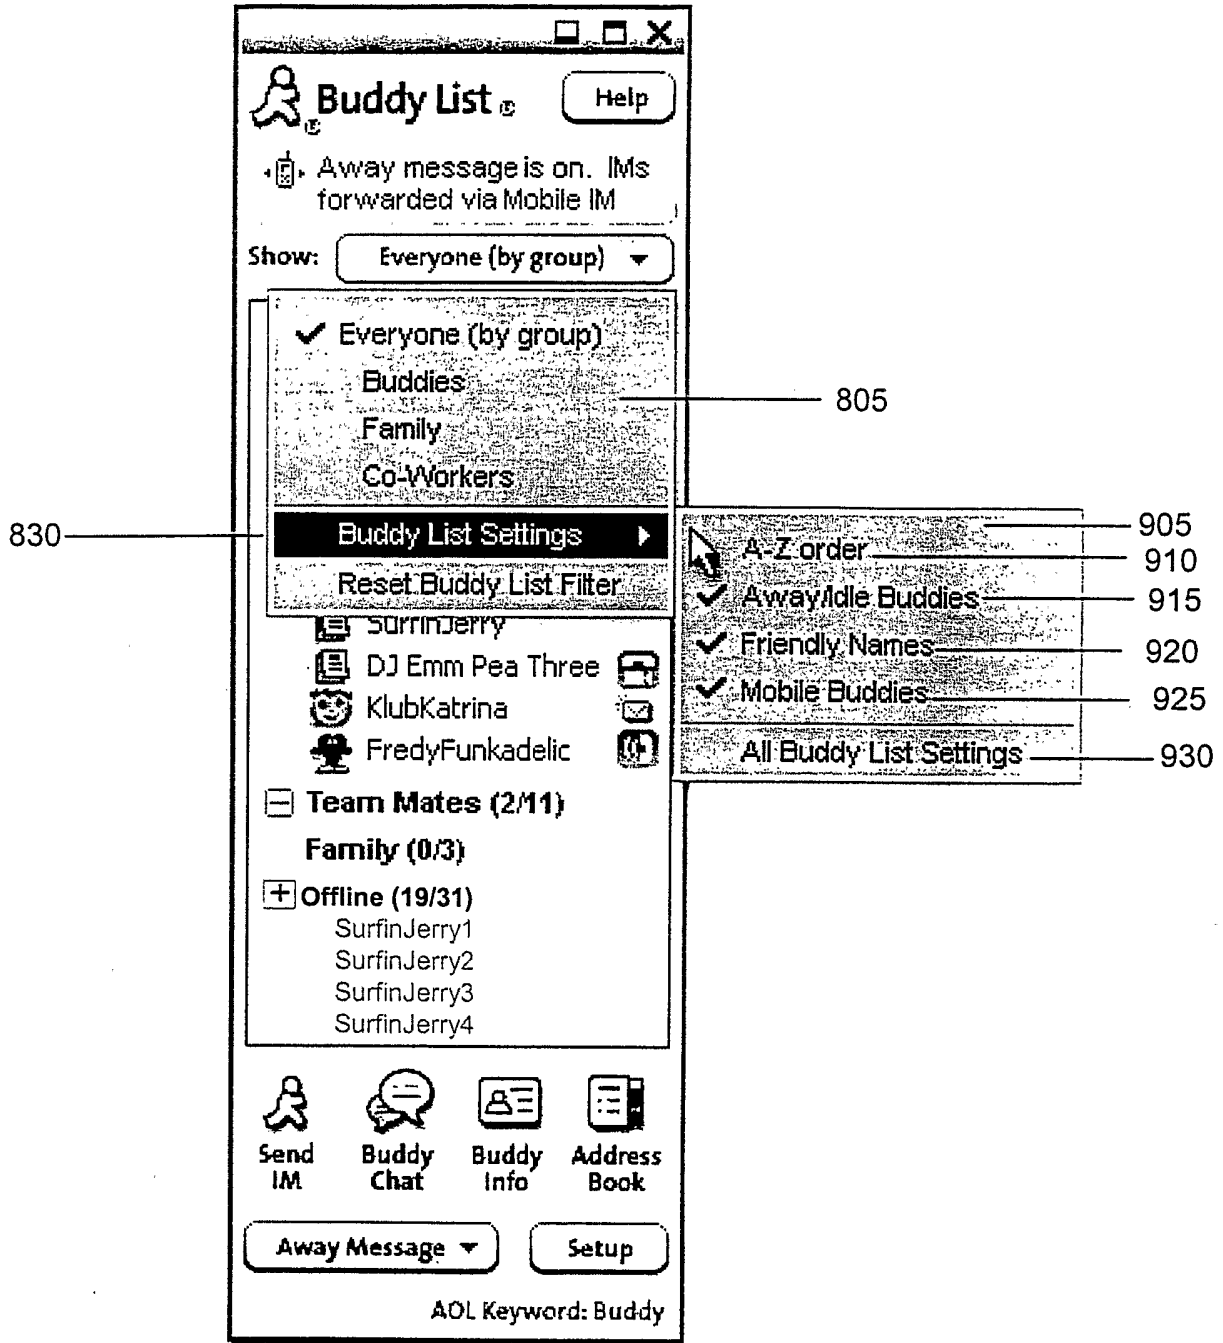 Buddy List ®
Help
Away message is on. IMs
forwarded via Mobile IM
Show: Everyone (by group)
Everyone (by group)
Buddies
805
Family
Co-Workers
830
Buddy List Settings
905
A-Z order
910
Reset Buddy List Filter
Away/Idle Buddies
915
SurfinJerry
Friendly Names
920
DJ Emm Pea Three
Mobile Buddies
925
KlubKatrina
FredyFunkadelic
All Buddy List Settings
930
Team Mates (2/11)
Family (0/3)
Offline (19/31)
SurfinJerry1
SurfinJerry2
SurfinJerry3
SurfinJerry4
Send IM
Buddy Chat
Buddy Info
Address Book
Away Message
Setup
AOL Keyword: Buddy